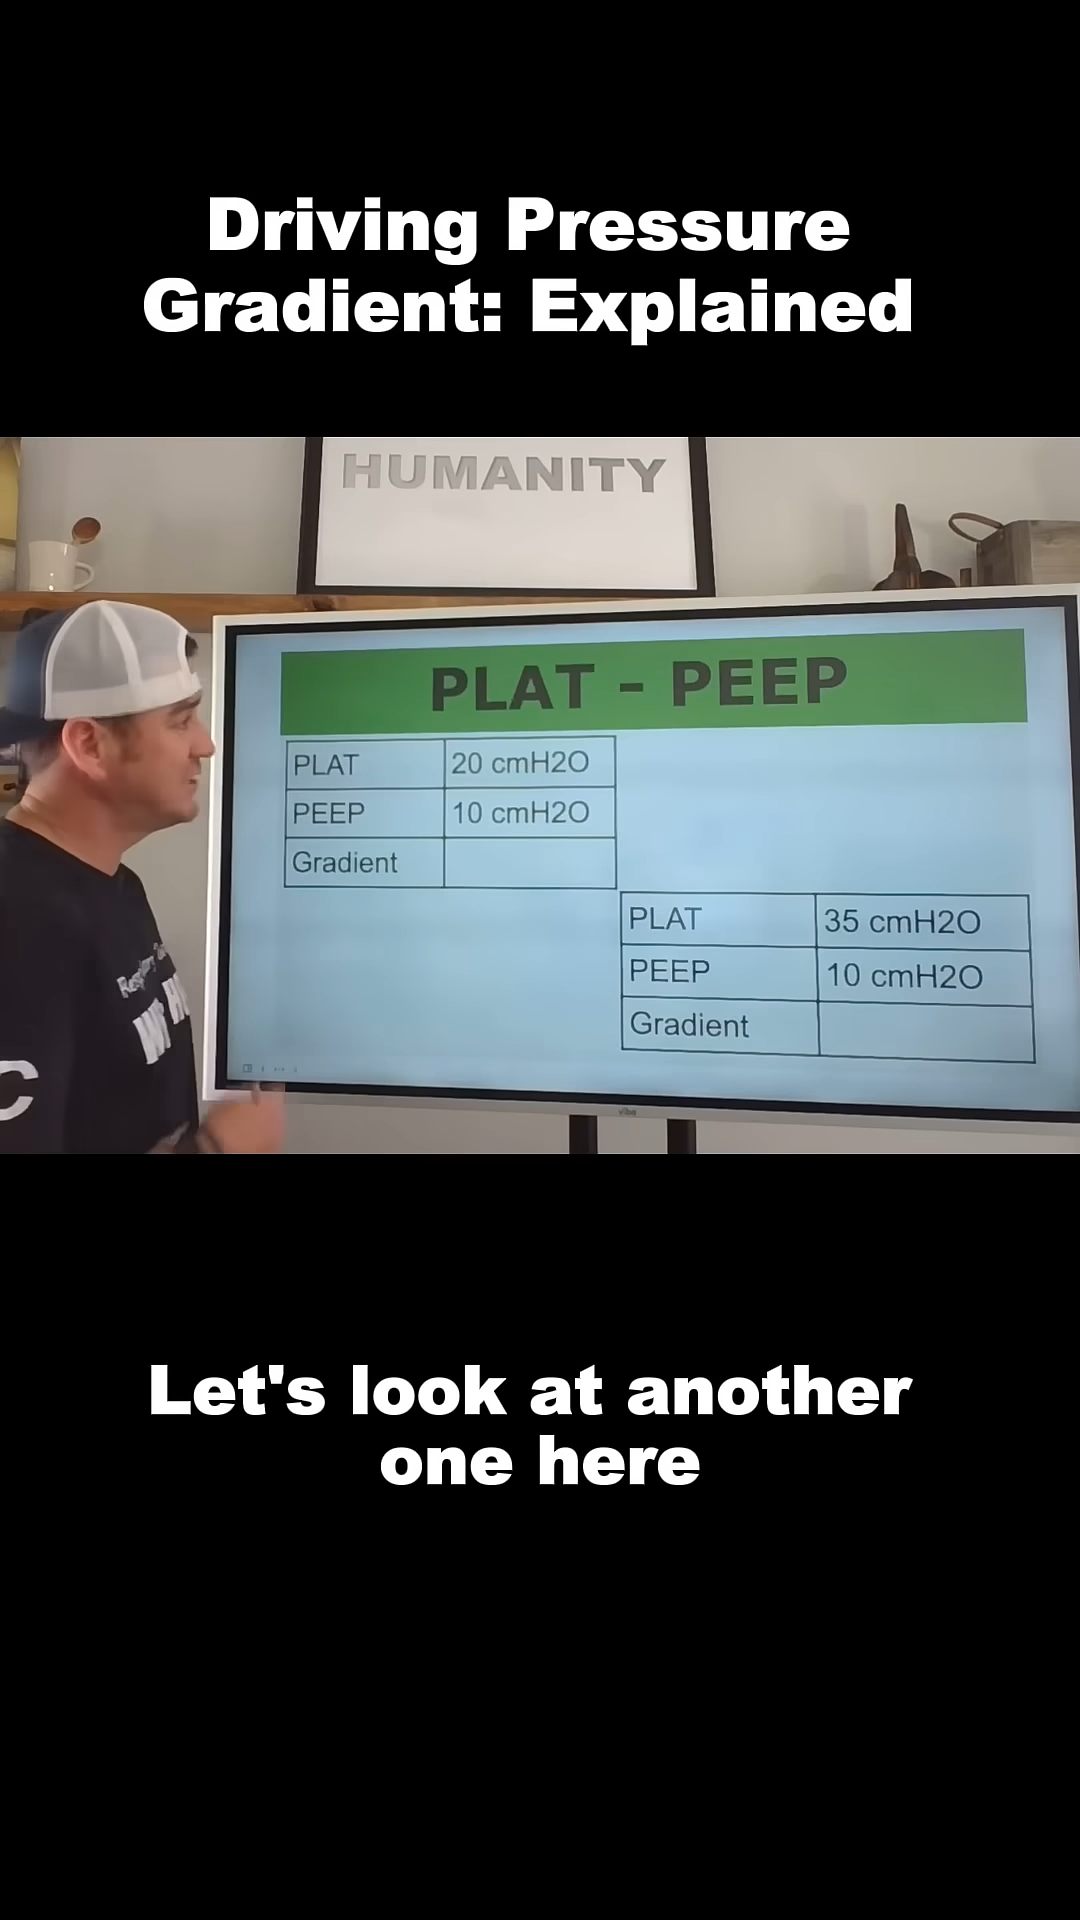 Driving Pressure
Gradient: Explained
HUMANITY
PLAT - PEEP
PLAT 20 cmH2O
PEEP 10 cmH2O
Gradient
PLAT 35 cmH2O
PEEP 10 cmH2O
Gradient
C
vibe
Let's look at another
one here